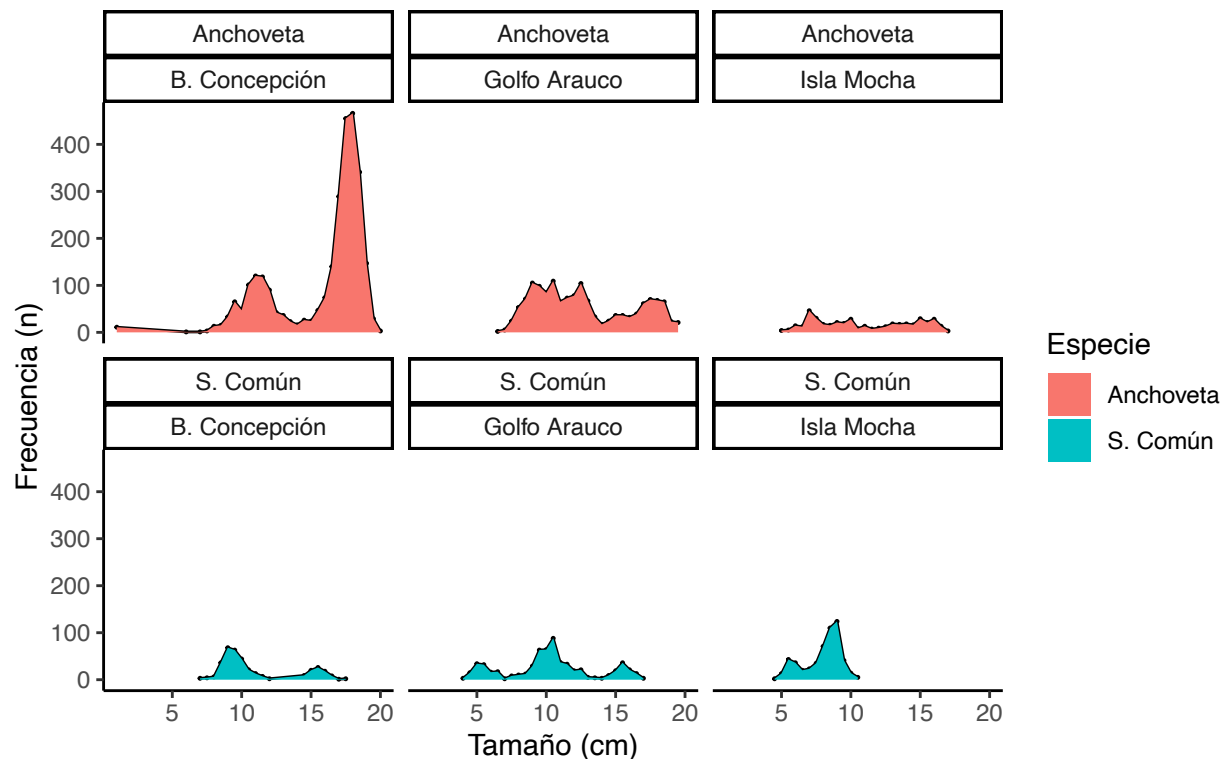 Anchoveta Anchoveta Anchoveta
B. Concepción Golfo Arauco Isla Mocha
400
300
200
100
0
S. Común S. Común S. Común
B. Concepción Golfo Arauco Isla Mocha
400
300
200
100
0
5 10 15 20 5 10 15 20 5 10 15 20
Tamaño (cm)
Frecuencia (n)
Especie
Anchoveta
S. Común